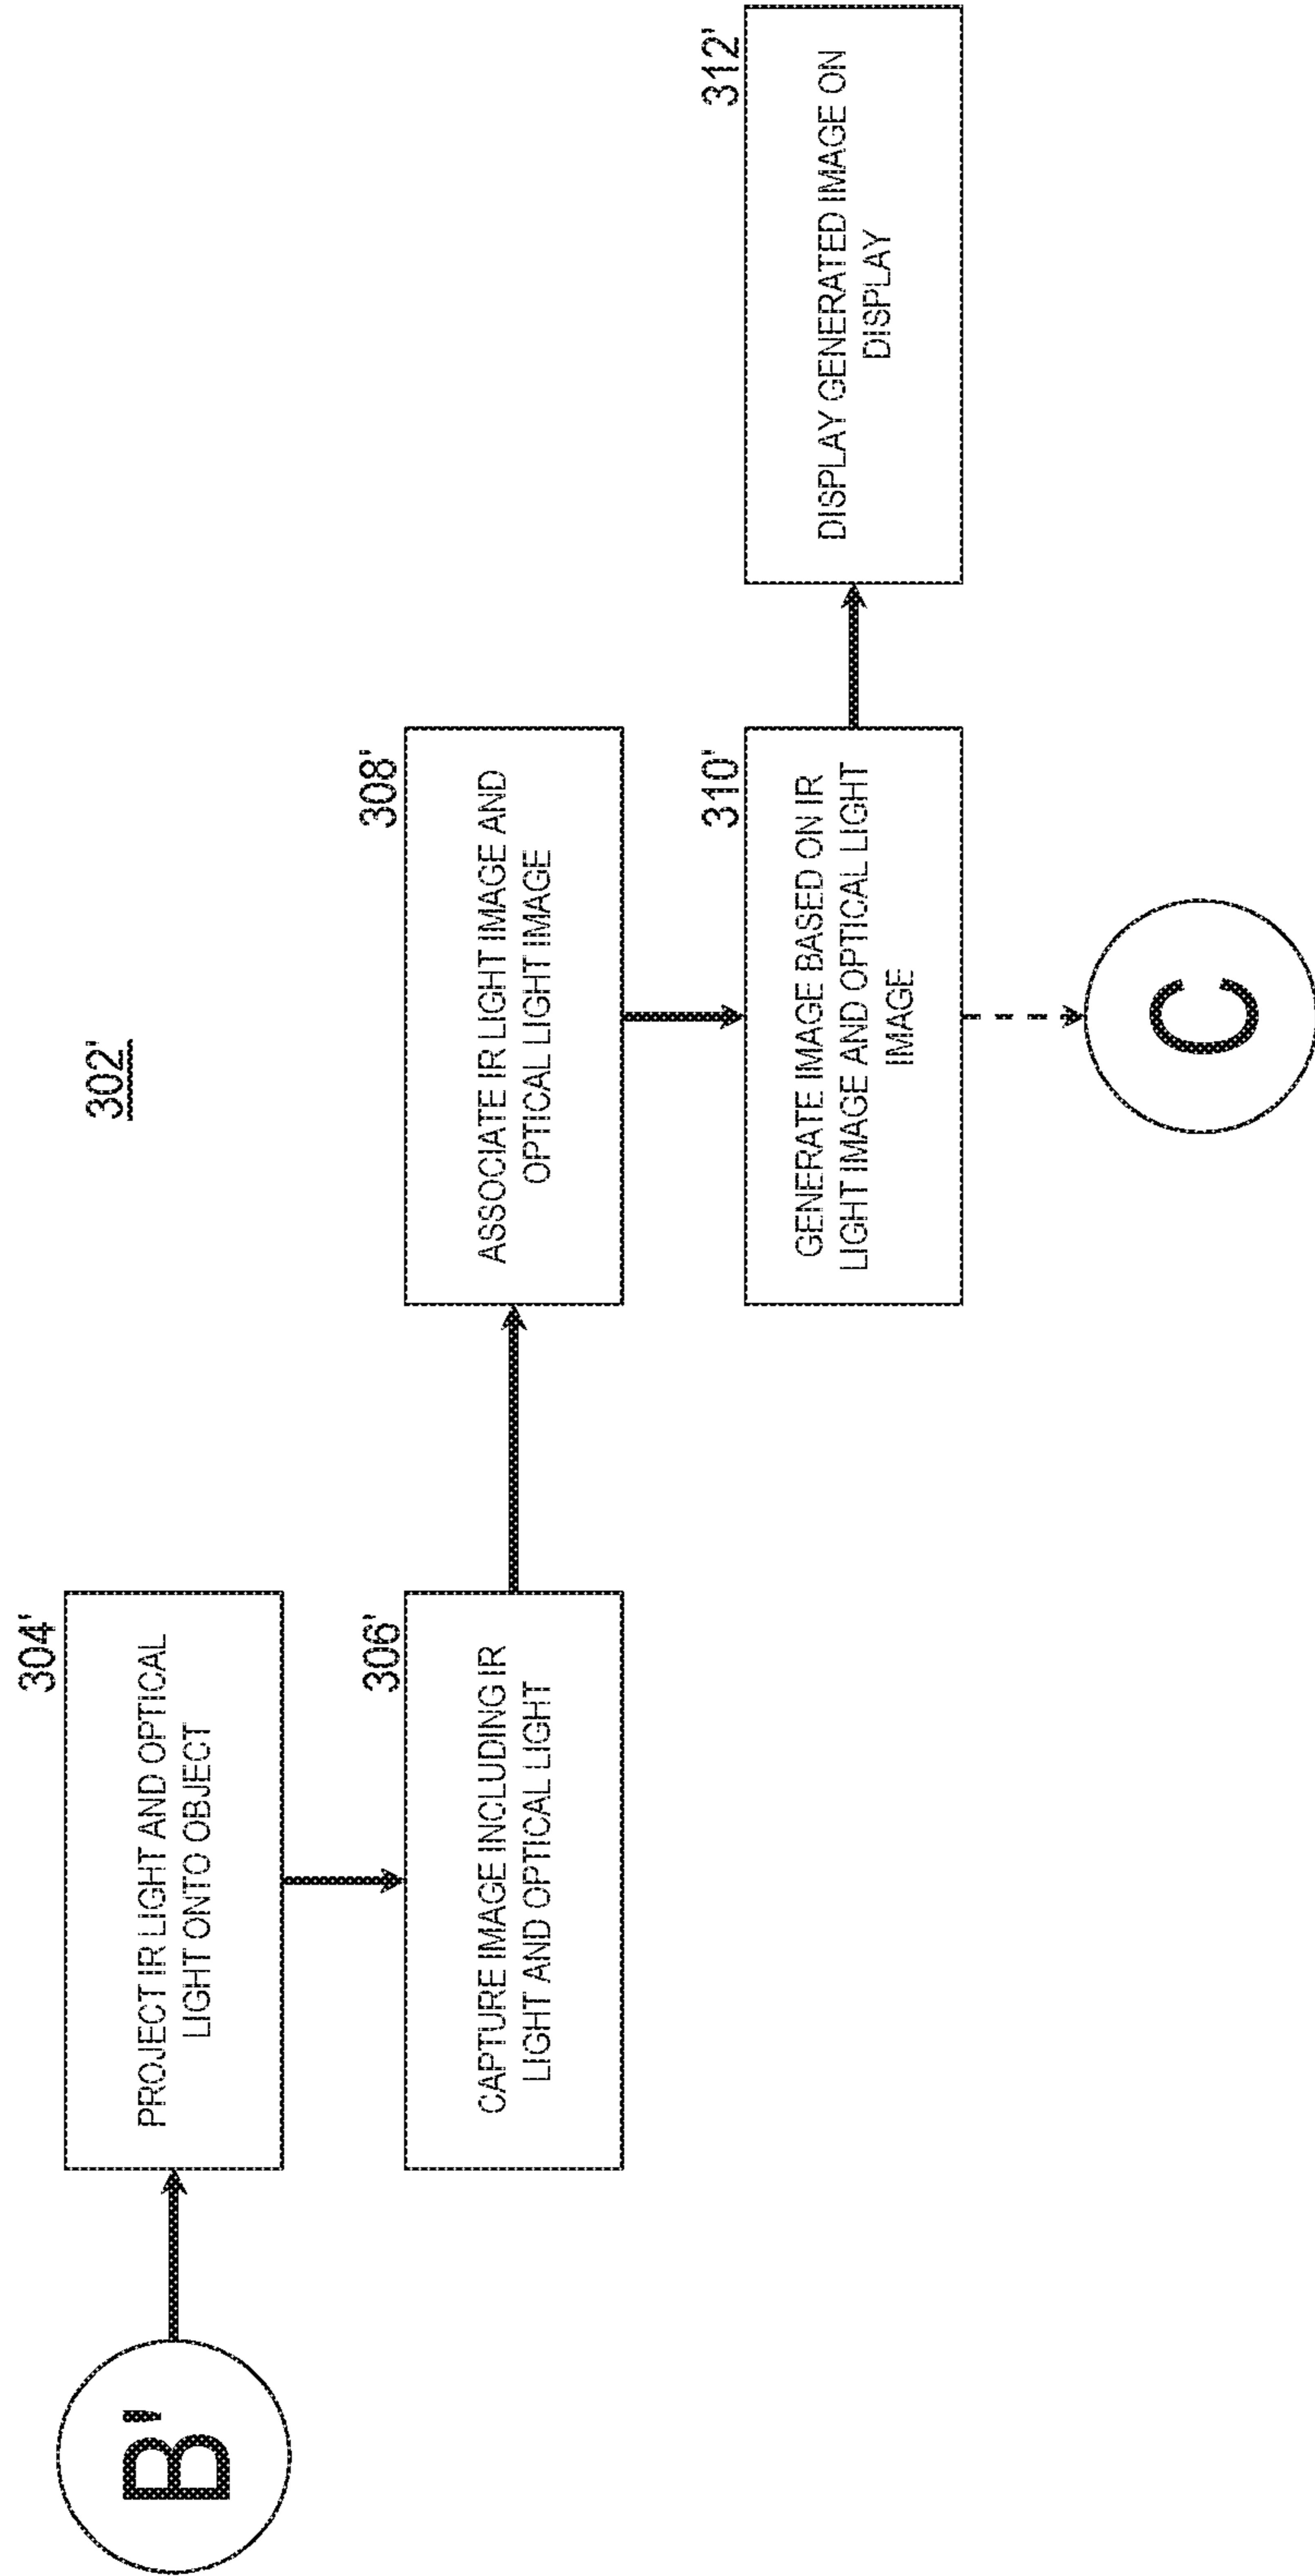 302'
B'
304'
PROJECT IR LIGHT AND OPTICAL
LIGHT ONTO OBJECT
306'
CAPTURE IMAGE INCLUDING IR
LIGHT AND OPTICAL LIGHT
308'
ASSOCIATE IR LIGHT IMAGE AND
OPTICAL LIGHT IMAGE
310'
GENERATE IMAGE BASED ON IR
LIGHT IMAGE AND OPTICAL LIGHT
IMAGE
312'
DISPLAY GENERATED IMAGE ON
DISPLAY
C